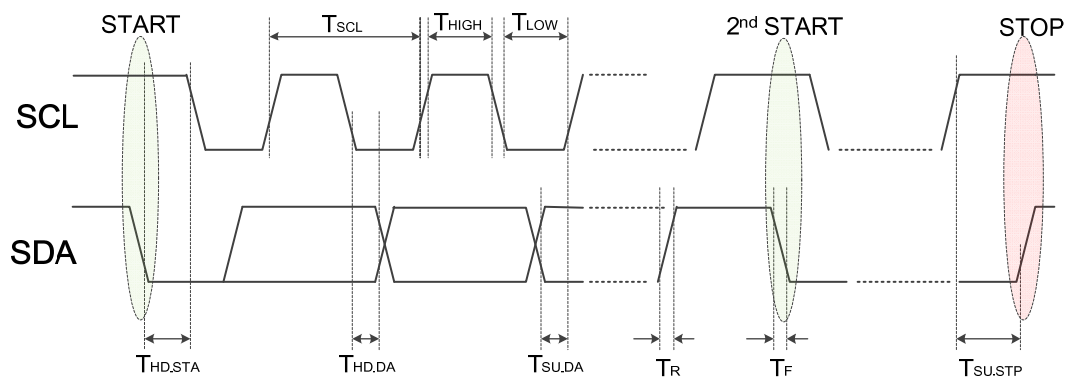 START
TSCL
THIGH
TLOW
2nd START
STOP
SCL
SDA
THD.STA
THD.DA
TSU.DA
TR
TF
TSU.STP